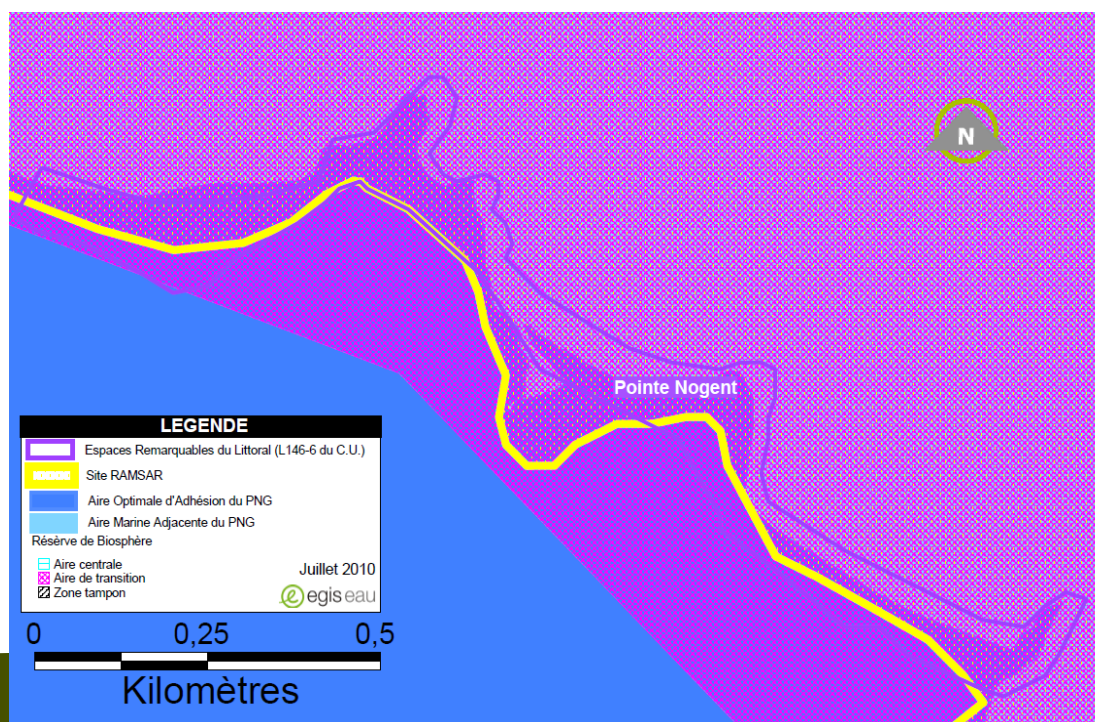 N
Pointe Nogent
LEGENDE
Espaces Remarquables du Littoral (L146-6 du C.U.)
Site RAMSAR
Aire Optimale d'Adhésion du PNG
Aire Marine Adjacente du PNG
Résèrve de Biosphère
Aire centrale
Aire de transition
Zone tampon
Juillet 2010
e egis eau
0 0,25 0,5
Kilomètres